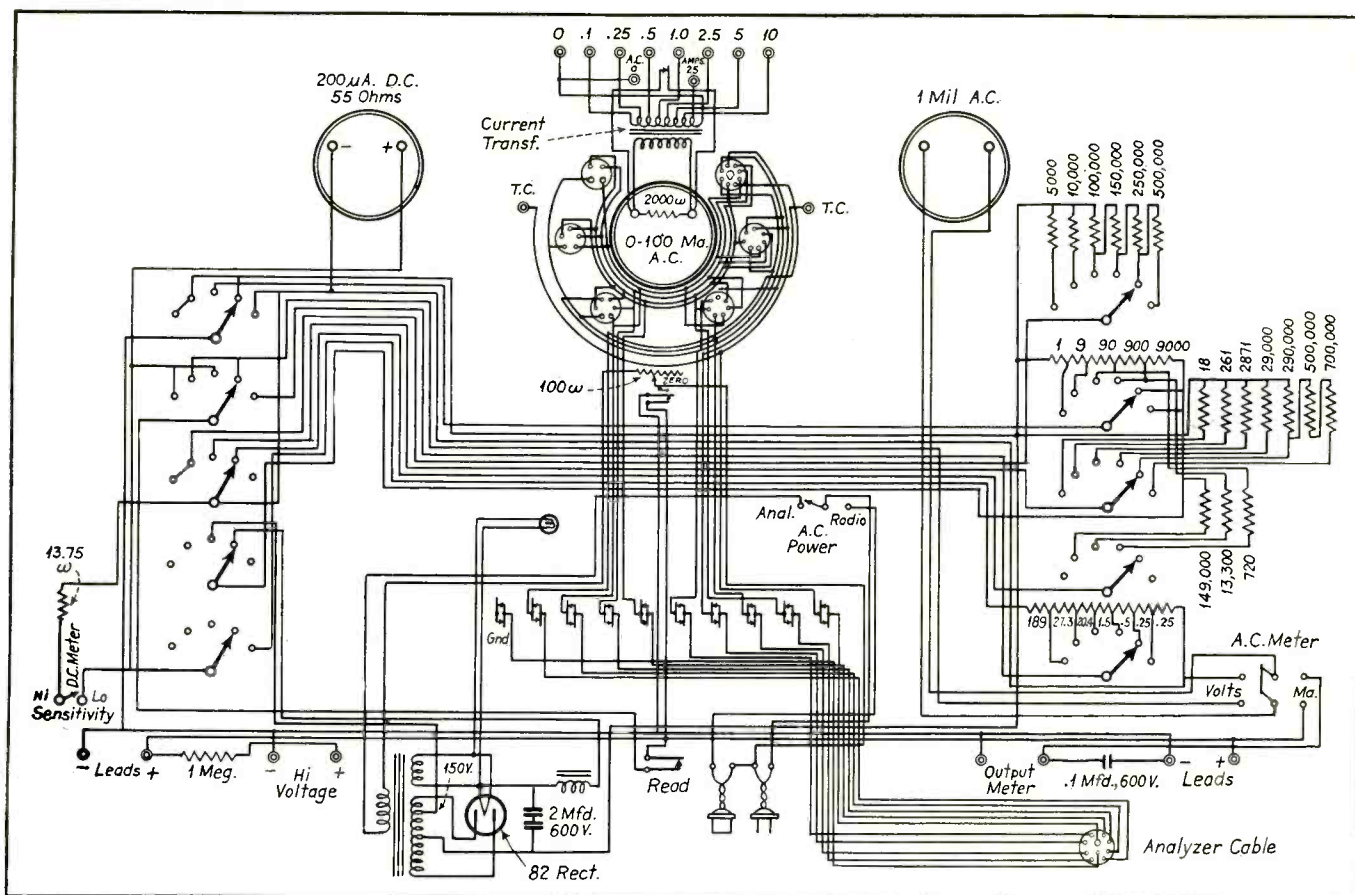 0 .1 .25 .5 1.0 2.5 5 10
A.C.
0
AMPS.
25
200μA. D.C.
55 Ohms
- +
Current
Transf.
1 Mil A.C.
5000
10,000
100,000
150,000
250,000
500,000
T.C.
2000ω
T.C.
0-100 Ma.
A.C.
1 9 90 900 9000
18
261
2871
29,000
290,000
500,000
700,000
100ω
ZERO
Anal.
Radio
A.C.
Power
13.75
ω
149,000
13,300
720
Gnd
189 27.3 20.4 1.5 .5 .25 .25
D.C. Meter
Hi Lo
Sensitivity
A.C. Meter
Volts
Ma.
- Leads +
1 Meg.
- Hi +
Voltage
150V.
2 Mfd.
600V.
82 Rect.
Read
Output
Meter
.1 Mfd., 600V.
- Leads +
Analyzer Cable